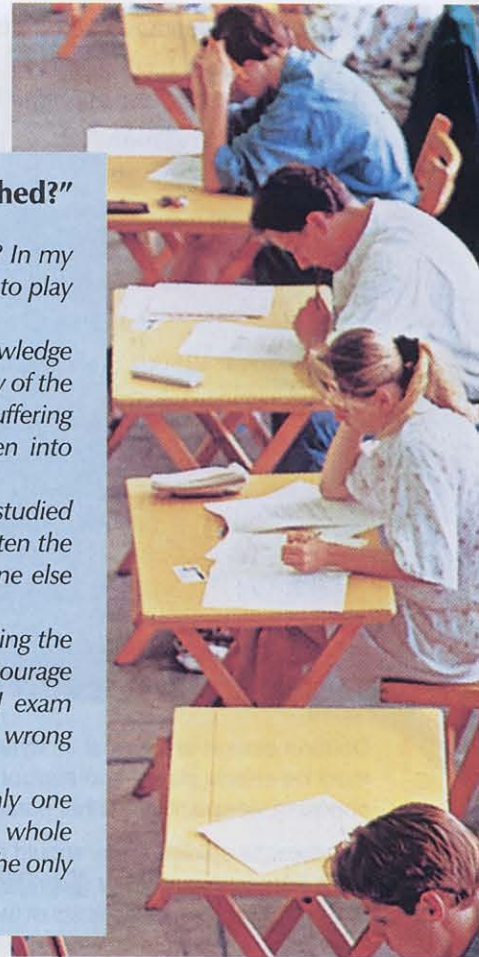 hed?"
? In my
to play
wledge
y of the
uffering
en into
studied
ten the
ne else
ing the
ourage
l exam
wrong
nly one
whole
he only